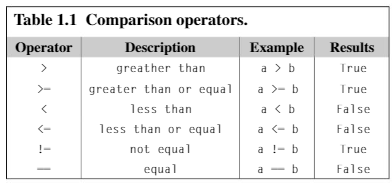 Table 1.1 Comparison operators.
Operator Description Example Results
> greather than a > b True
>= greater than or equal a >= b True
< less than a < b False
<= less than or equal a <= b False
!= not equal a != b True
== equal a == b False